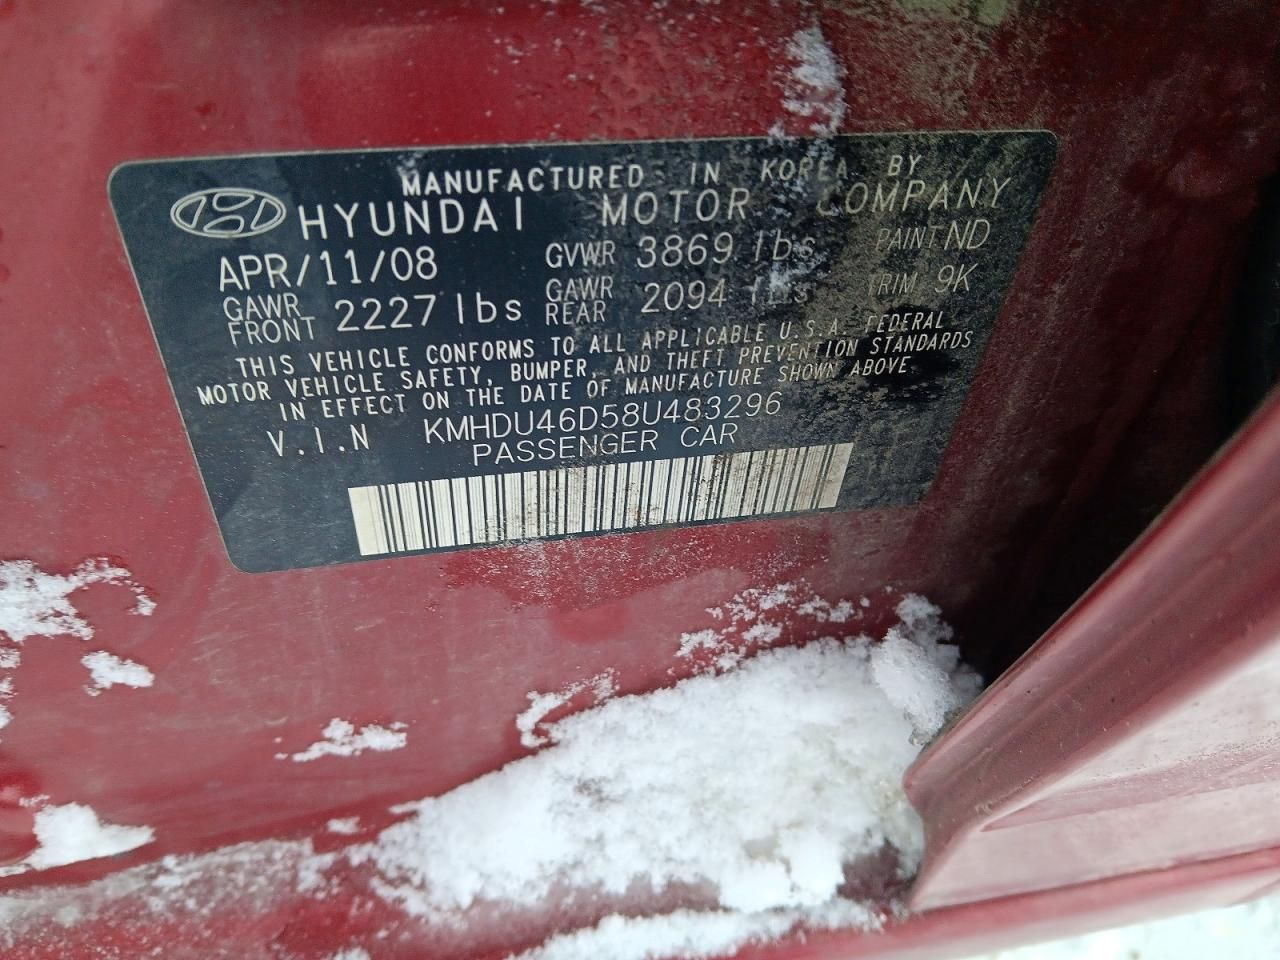 MANUFACTURED IN KOREA BY
HYUNDAI MOTOR COMPANY
APR/11/08 GVWR 3869 lbs PAINT ND
GAWR FRONT 2227 lbs GAWR REAR 2094 lbs TRIM 9K
THIS VEHICLE CONFORMS TO ALL APPLICABLE U.S.A. FEDERAL
MOTOR VEHICLE SAFETY, BUMPER, AND THEFT PREVENTION STANDARDS
IN EFFECT ON THE DATE OF MANUFACTURE SHOWN ABOVE.
V.I.N KMHDU46D58U483296
PASSENGER CAR